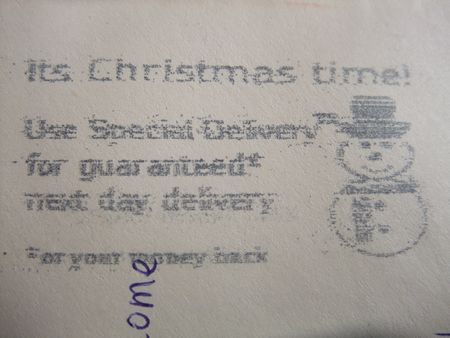 Its Christmas time!
Use Special Delivery™
for guaranteed*
next day delivery
*or your money back
ome